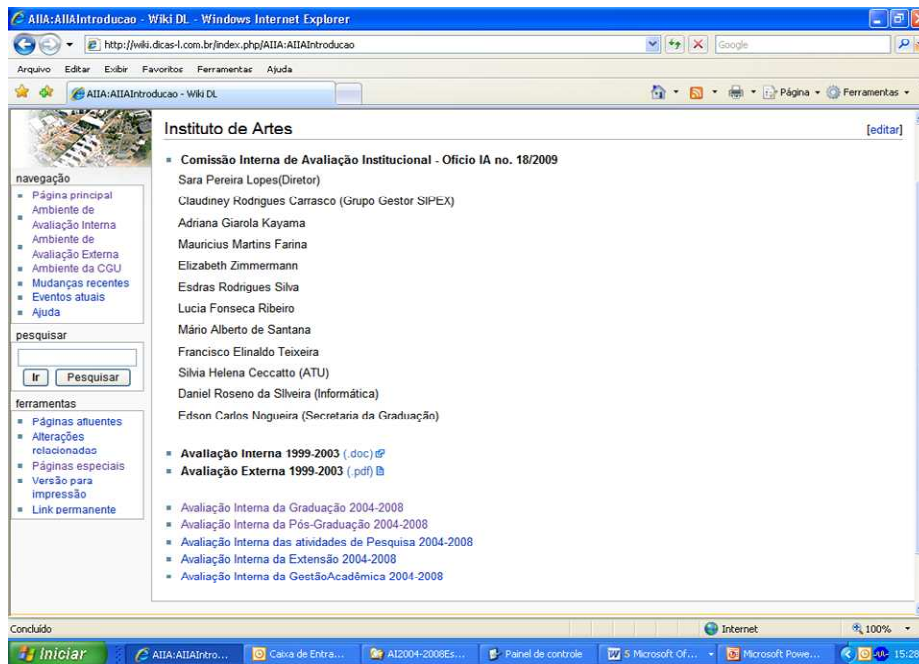 AIIA:AIIAIntroducao - Wiki DL - Windows Internet Explorer
http://wiki.dicas-l.com.br/index.php/AIIA:AIIAIntroducao
Google
Arquivo Editar Exibir Favoritos Ferramentas Ajuda
AIIA:AIIAIntroducao - Wiki DL
Página
Ferramentas
navegação
Página principal
Ambiente de
Avaliação Interna
Ambiente de
Avaliação Externa
Ambiente da CGU
Mudanças recentes
Eventos atuais
Ajuda
pesquisar
Ir
Pesquisar
ferramentas
Páginas afluentes
Alterações
relacionadas
Páginas especiais
Versão para
impressão
Link permanente
Instituto de Artes
[editar]
Comissão Interna de Avaliação Institucional - Ofício IA no. 18/2009
Sara Pereira Lopes(Diretor)
Claudiney Rodrigues Carrasco (Grupo Gestor SIPEX)
Adriana Giarola Kayama
Mauricius Martins Farina
Elizabeth Zimmermann
Esdras Rodrigues Silva
Lucia Fonseca Ribeiro
Mário Alberto de Santana
Francisco Elinaldo Teixeira
Silvia Helena Ceccatto (ATU)
Daniel Roseno da SIlveira (Informática)
Edson Carlos Nogueira (Secretaria da Graduação)
Avaliação Interna 1999-2003 (.doc)
Avaliação Externa 1999-2003 (.pdf)
Avaliação Interna da Graduação 2004-2008
Avaliação Interna da Pós-Graduação 2004-2008
Avaliação Interna das atividades de Pesquisa 2004-2008
Avaliação Interna da Extensão 2004-2008
Avaliação Interna da GestãoAcadêmica 2004-2008
Concluído
Internet
100%
Iniciar
AIIA:AIIAIntro...
Caixa de Entra...
AI2004-2008Es...
Painel de controle
5 Microsoft Of...
Microsoft Powe...